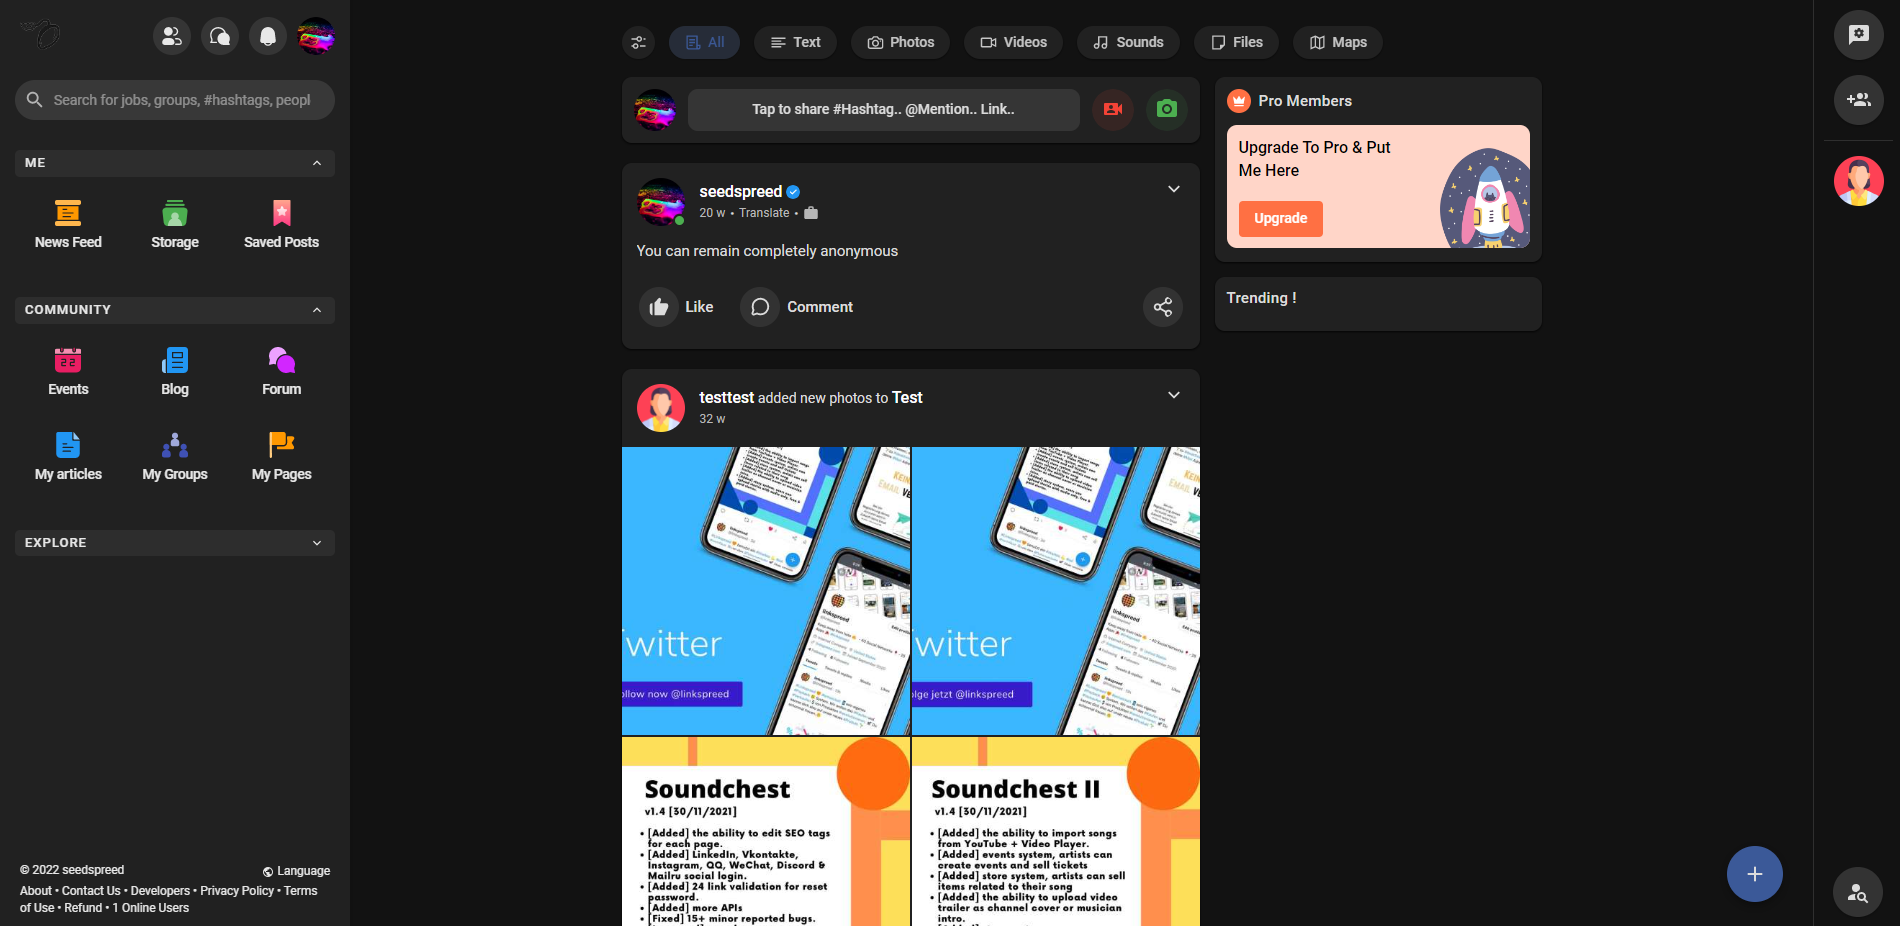 Search for jobs, groups, #hashtags, peopl
ME
News Feed
Storage
Saved Posts
COMMUNITY
Events
Blog
Forum
My articles
My Groups
My Pages
EXPLORE
© 2022 seedspreed
Language
About • Contact Us • Developers • Privacy Policy • Terms
of Use • Refund • 1 Online Users
All
Text
Photos
Videos
Sounds
Files
Maps
Tap to share #Hashtag.. @Mention.. Link..
seedspreed
20 w • Translate •
You can remain completely anonymous
Like
Comment
testtest added new photos to Test
32 w
witter
ollow now @linkspreed
witter
olge jetzt @linkspreed
linkspreed
linkspreed
Soundchest
v1.4 [30/11/2021]
• [Added] the ability to edit SEO tags
for each page.
• [Added] LinkedIn, Vkontakte,
Instagram, QQ, WeChat, Discord &
Mailru social login.
• [Added] 24 link validation for reset
password.
• [Added] more APIs
• [Fixed] 15+ minor reported bugs.
Soundchest II
v1.4 [30/11/2021]
• [Added] the ability to import songs
from YouTube + Video Player.
• [Added] events system, artists can
create events and sell tickets
• [Added] store system, artists can sell
items related to their song
• [Added] the ability to upload video
trailer as channel cover or musician
intro.
Pro Members
Upgrade To Pro & Put
Me Here
Upgrade
Trending !